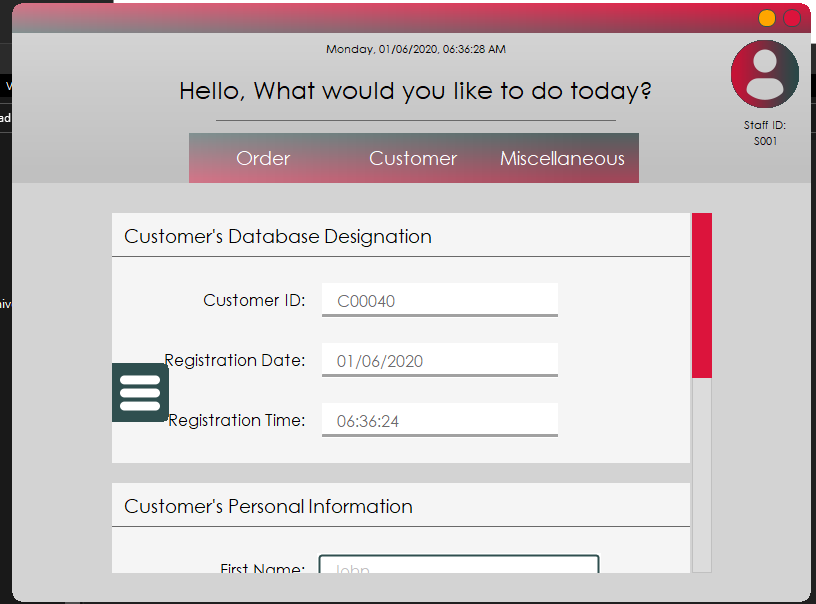 Monday, 01/06/2020, 06:36:28 AM
Hello, What would you like to do today?
Staff ID:
S001
Order Customer Miscellaneous
Customer's Database Designation
Customer ID: C00040
Registration Date: 01/06/2020
Registration Time: 06:36:24
Customer's Personal Information
First Name: John